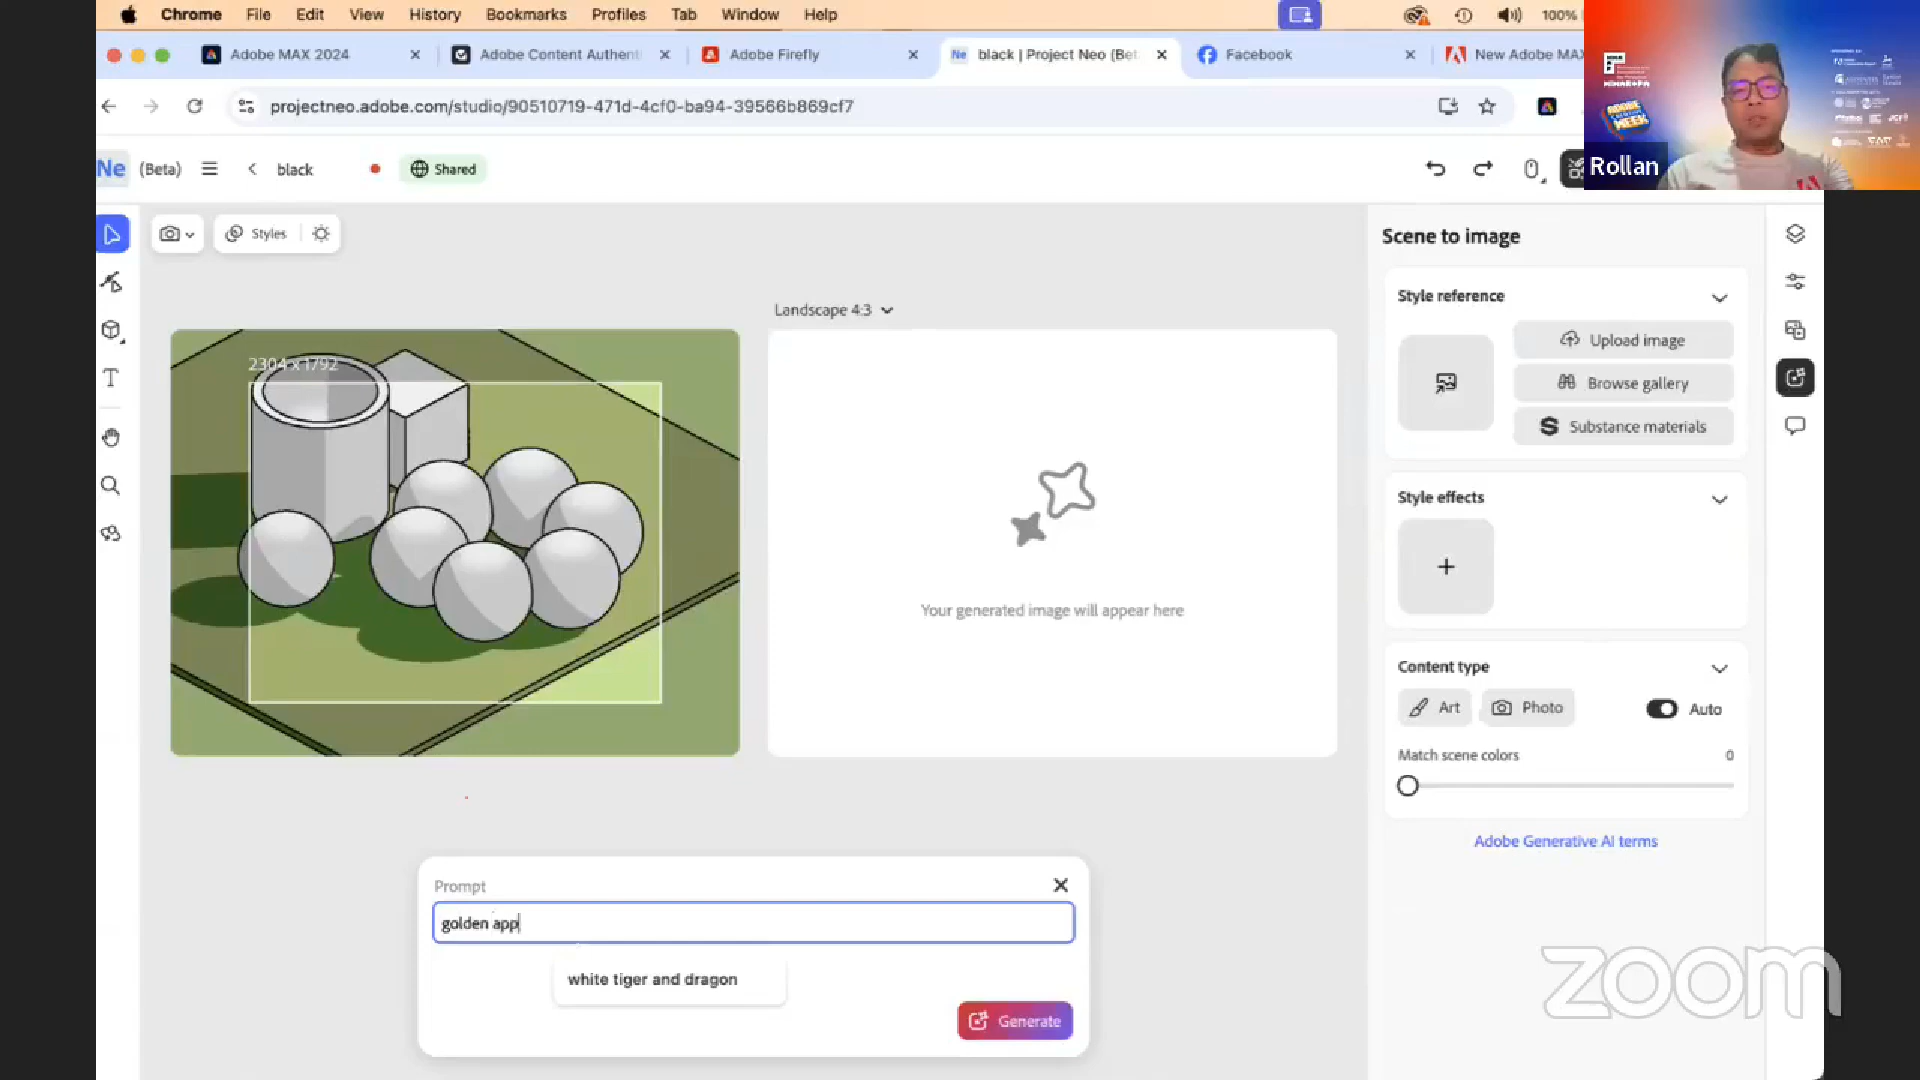 Chrome File Edit View History Bookmarks Profiles Tab Window Help 100%
Adobe MAX 2024
Adobe Content Authent
Adobe Firefly
Ne black | Project Neo (Bet
Facebook
New Adobe MAX
projectneo.adobe.com/studio/90510719-471d-4cf0-ba94-39566b869cf7
Rollan
Ne (Beta) black Shared
Styles
Scene to image
Style reference
Upload image
Browse gallery
Substance materials
Landscape 4:3
2304 x 1792
Your generated image will appear here
Style effects
Content type
Art Photo Auto
Match scene colors 0
Adobe Generative AI terms
Prompt
golden app
white tiger and dragon
Generate
zoom